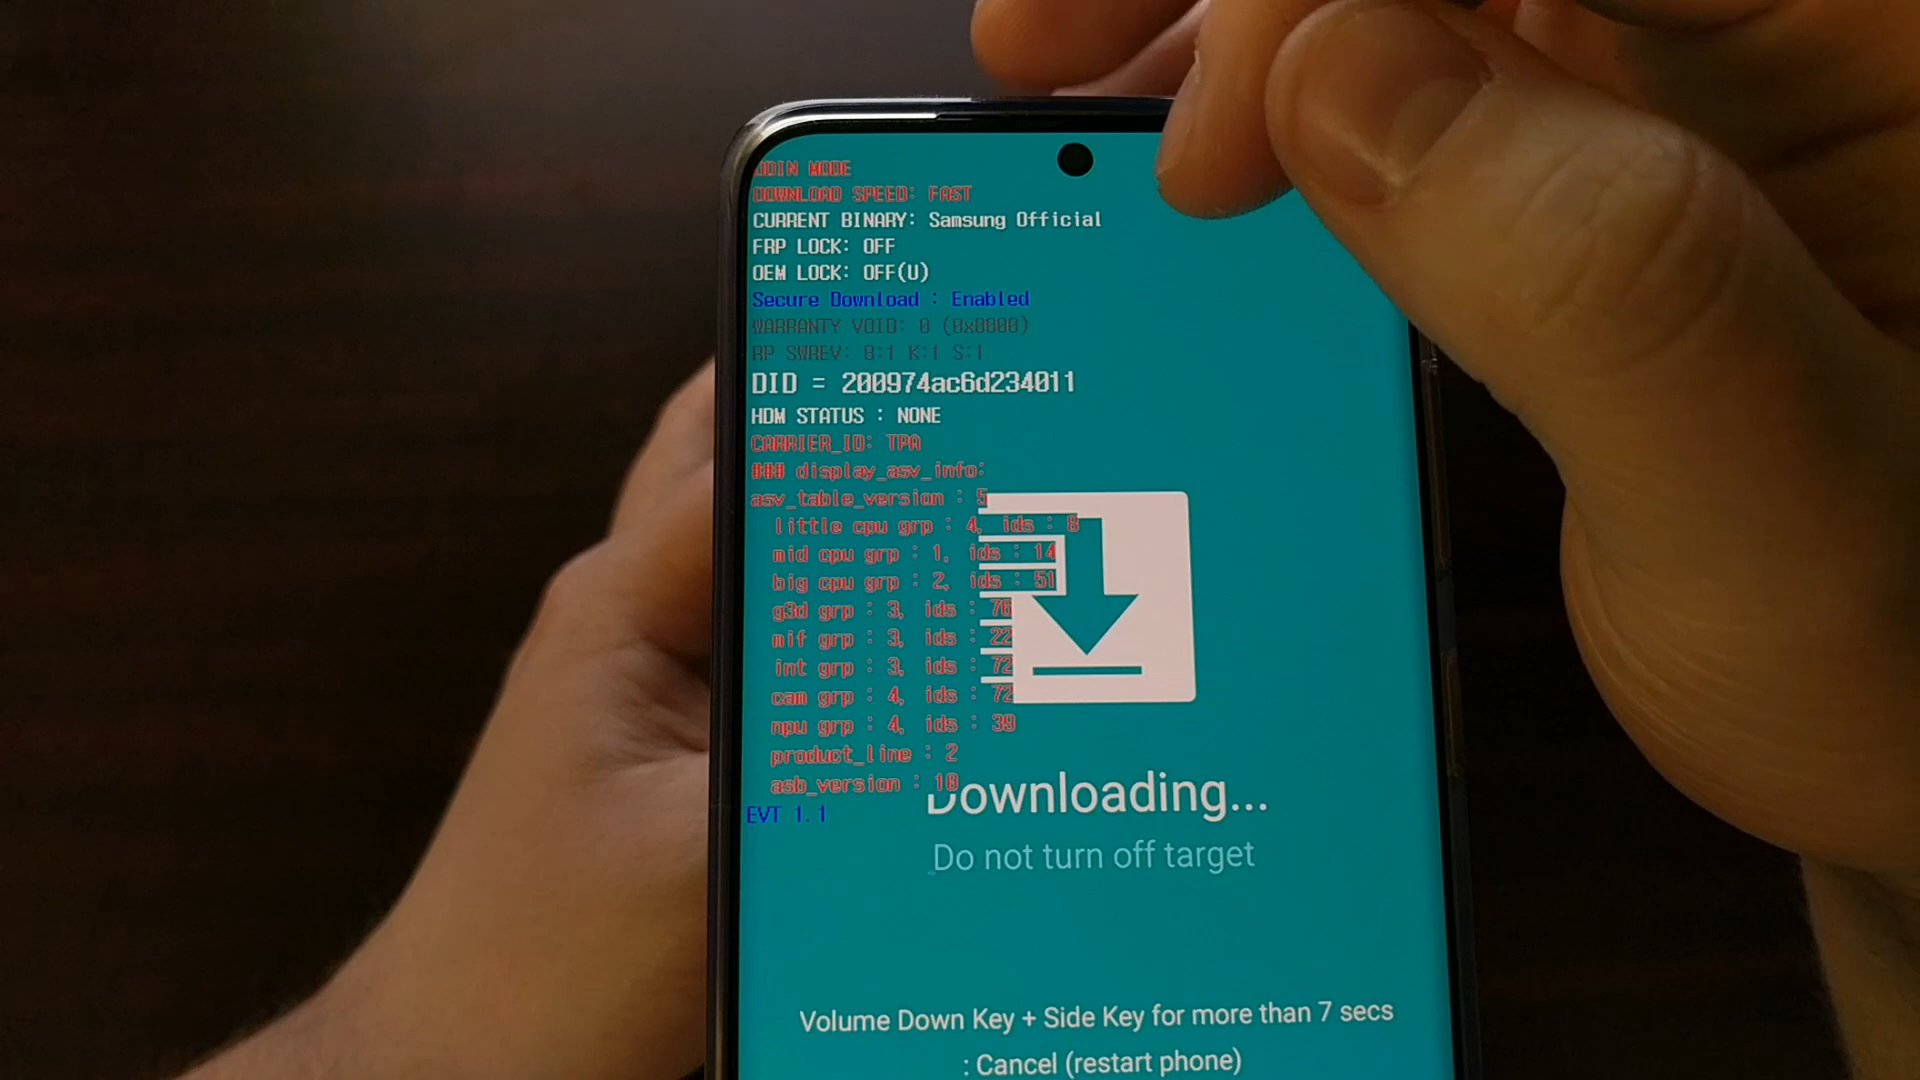 ODIN MODE
DOWNLOAD SPEED: FAST
CURRENT BINARY: Samsung Official
FRP LOCK: OFF
OEM LOCK: OFF(U)
Secure Download : Enabled
WARRANTY VOID: 0 (0x0000)
RP SWREV: B:1 K:1 S:1
DID = 200974ac6d234011
HDM STATUS : NONE
CARRIER_ID: TPA
### display_asv_info:
asv_table_version : 5
little cpu grp : 4, ids : 8
mid cpu grp : 1, ids : 14
big cpu grp : 2, ids : 51
g3d grp : 3, ids : 76
mif grp : 3, ids : 22
int grp : 3, ids : 72
cam grp : 4, ids : 72
npu grp : 4, ids : 39
product_line : 2
asb_version : 10
EVT 1.1
Downloading...
Do not turn off target
Volume Down Key + Side Key for more than 7 secs
: Cancel (restart phone)